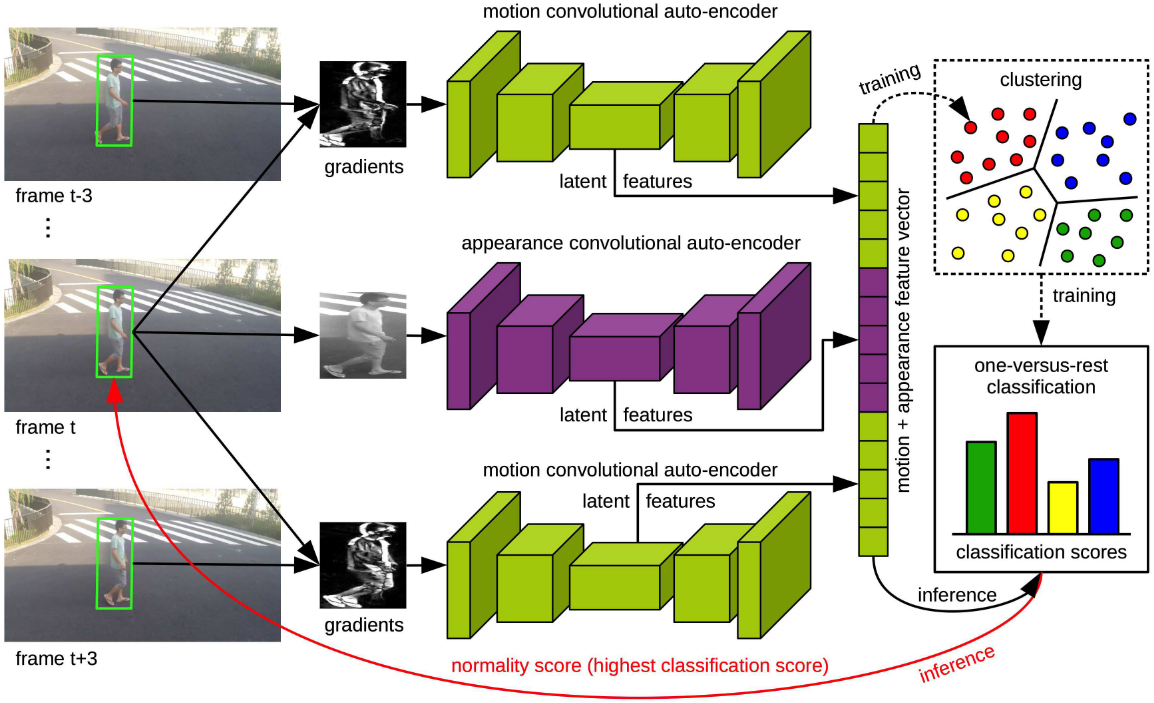 motion convolutional auto-encoder
training
clustering
gradients
latent features
frame t-3
appearance convolutional auto-encoder
motion + appearance feature vector
training
one-versus-rest
classification
latent features
frame t
motion convolutional auto-encoder
latent features
classification scores
inference
gradients
frame t+3
normality score (highest classification score)
inference